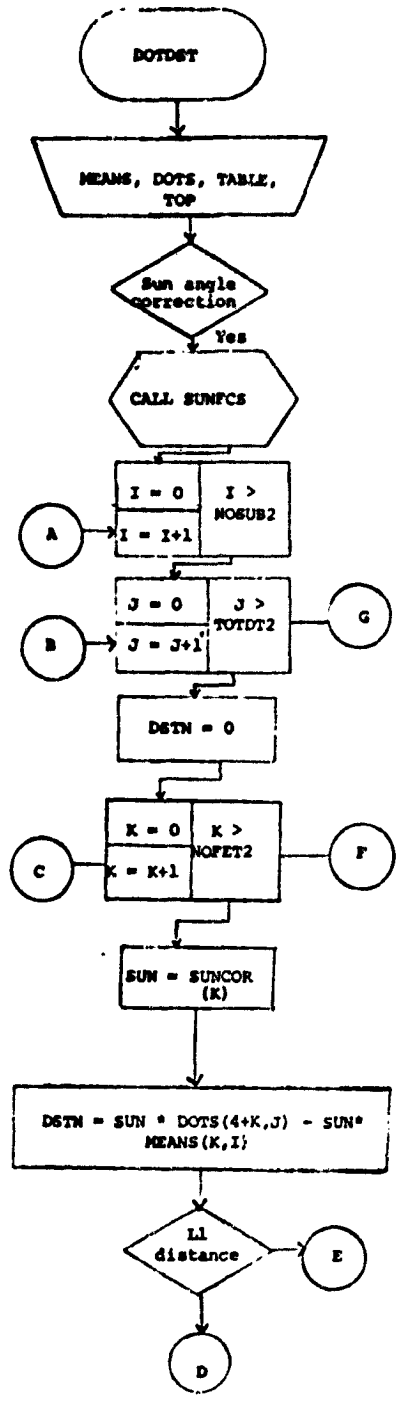 DOTDST
MEANS, DOTS, TABLE,
TOP
Sun angle
correction
Yes
CALL SUNFCS
I = 0
I >
NOSUB2
I = I+1
A
J = 0
J >
TOTDT2
J = J+1
B
G
DSTN = 0
K = 0
K >
NOFET2
K = K+1
C
F
SUN = SUNCOR
(K)
DSTN = SUN * DOTS(4+K,J) - SUN*
MEANS(K,I)
L1
distance
E
D